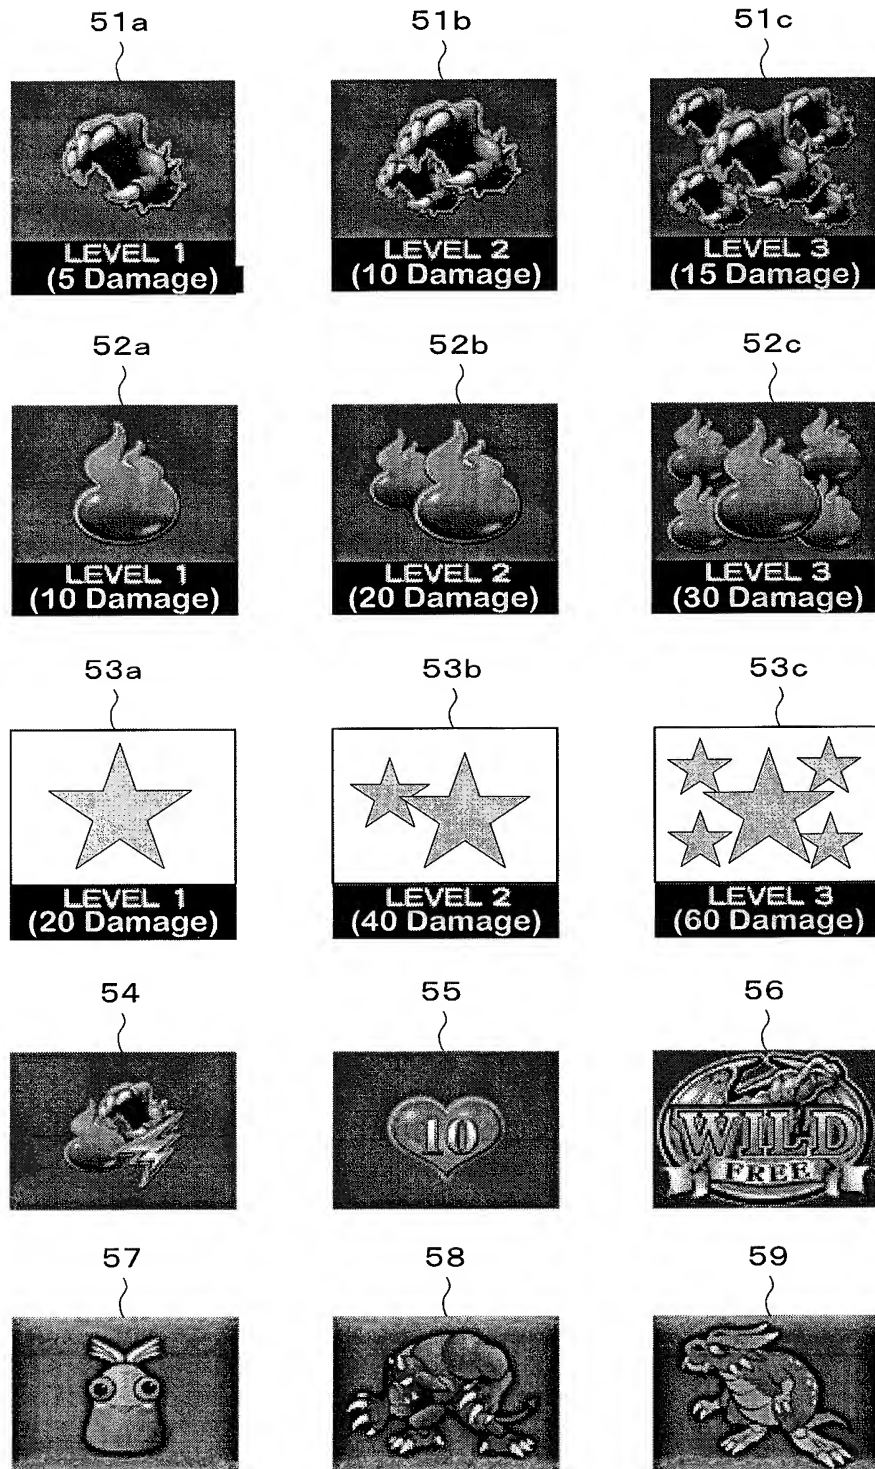 51a 51b 51c
LEVEL 1 LEVEL 2 LEVEL 3
(5 Damage) (10 Damage) (15 Damage)
52a 52b 52c
LEVEL 1 LEVEL 2 LEVEL 3
(10 Damage) (20 Damage) (30 Damage)
53a 53b 53c
LEVEL 1 LEVEL 2 LEVEL 3
(20 Damage) (40 Damage) (60 Damage)
54 55 56
10 WILD
FREE
57 58 59